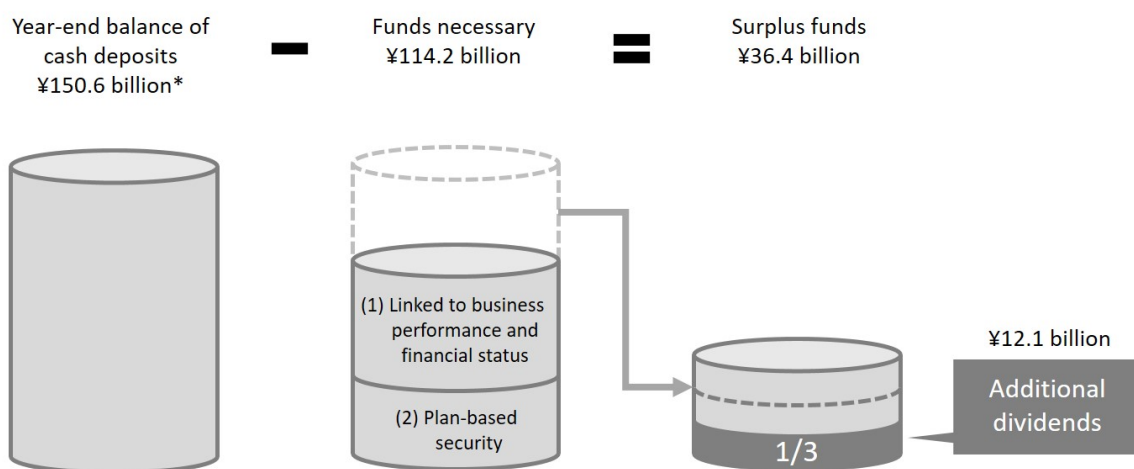 Year-end balance of
cash deposits
¥150.6 billion*
Funds necessary
¥114.2 billion
Surplus funds
¥36.4 billion
(1) Linked to business
performance and
financial status
(2) Plan-based
security
1/3
¥12.1 billion
Additional
dividends